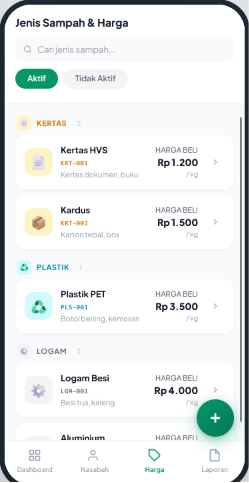 Jenis Sampah & Harga
Cari jenis sampah...
Aktif
Tidak Aktif
KERTAS 2
Kertas HVS
KRT-001
Kertas dokumen, buku
HARGA BELI
Rp 1.200
/ kg
Kardus
KRT-002
Karton tebal, box
HARGA BELI
Rp 1.500
/ kg
PLASTIK 1
Plastik PET
PLS-001
Botol bening, kemasan
HARGA BELI
Rp 3.500
/ kg
LOGAM 2
Logam Besi
LGM-001
Besi tua, kaleng
HARGA BELI
Rp 4.000
/ kg
+
Aluminium
HARGA BELI
Dashboard
Nasabah
Harga
Laporan